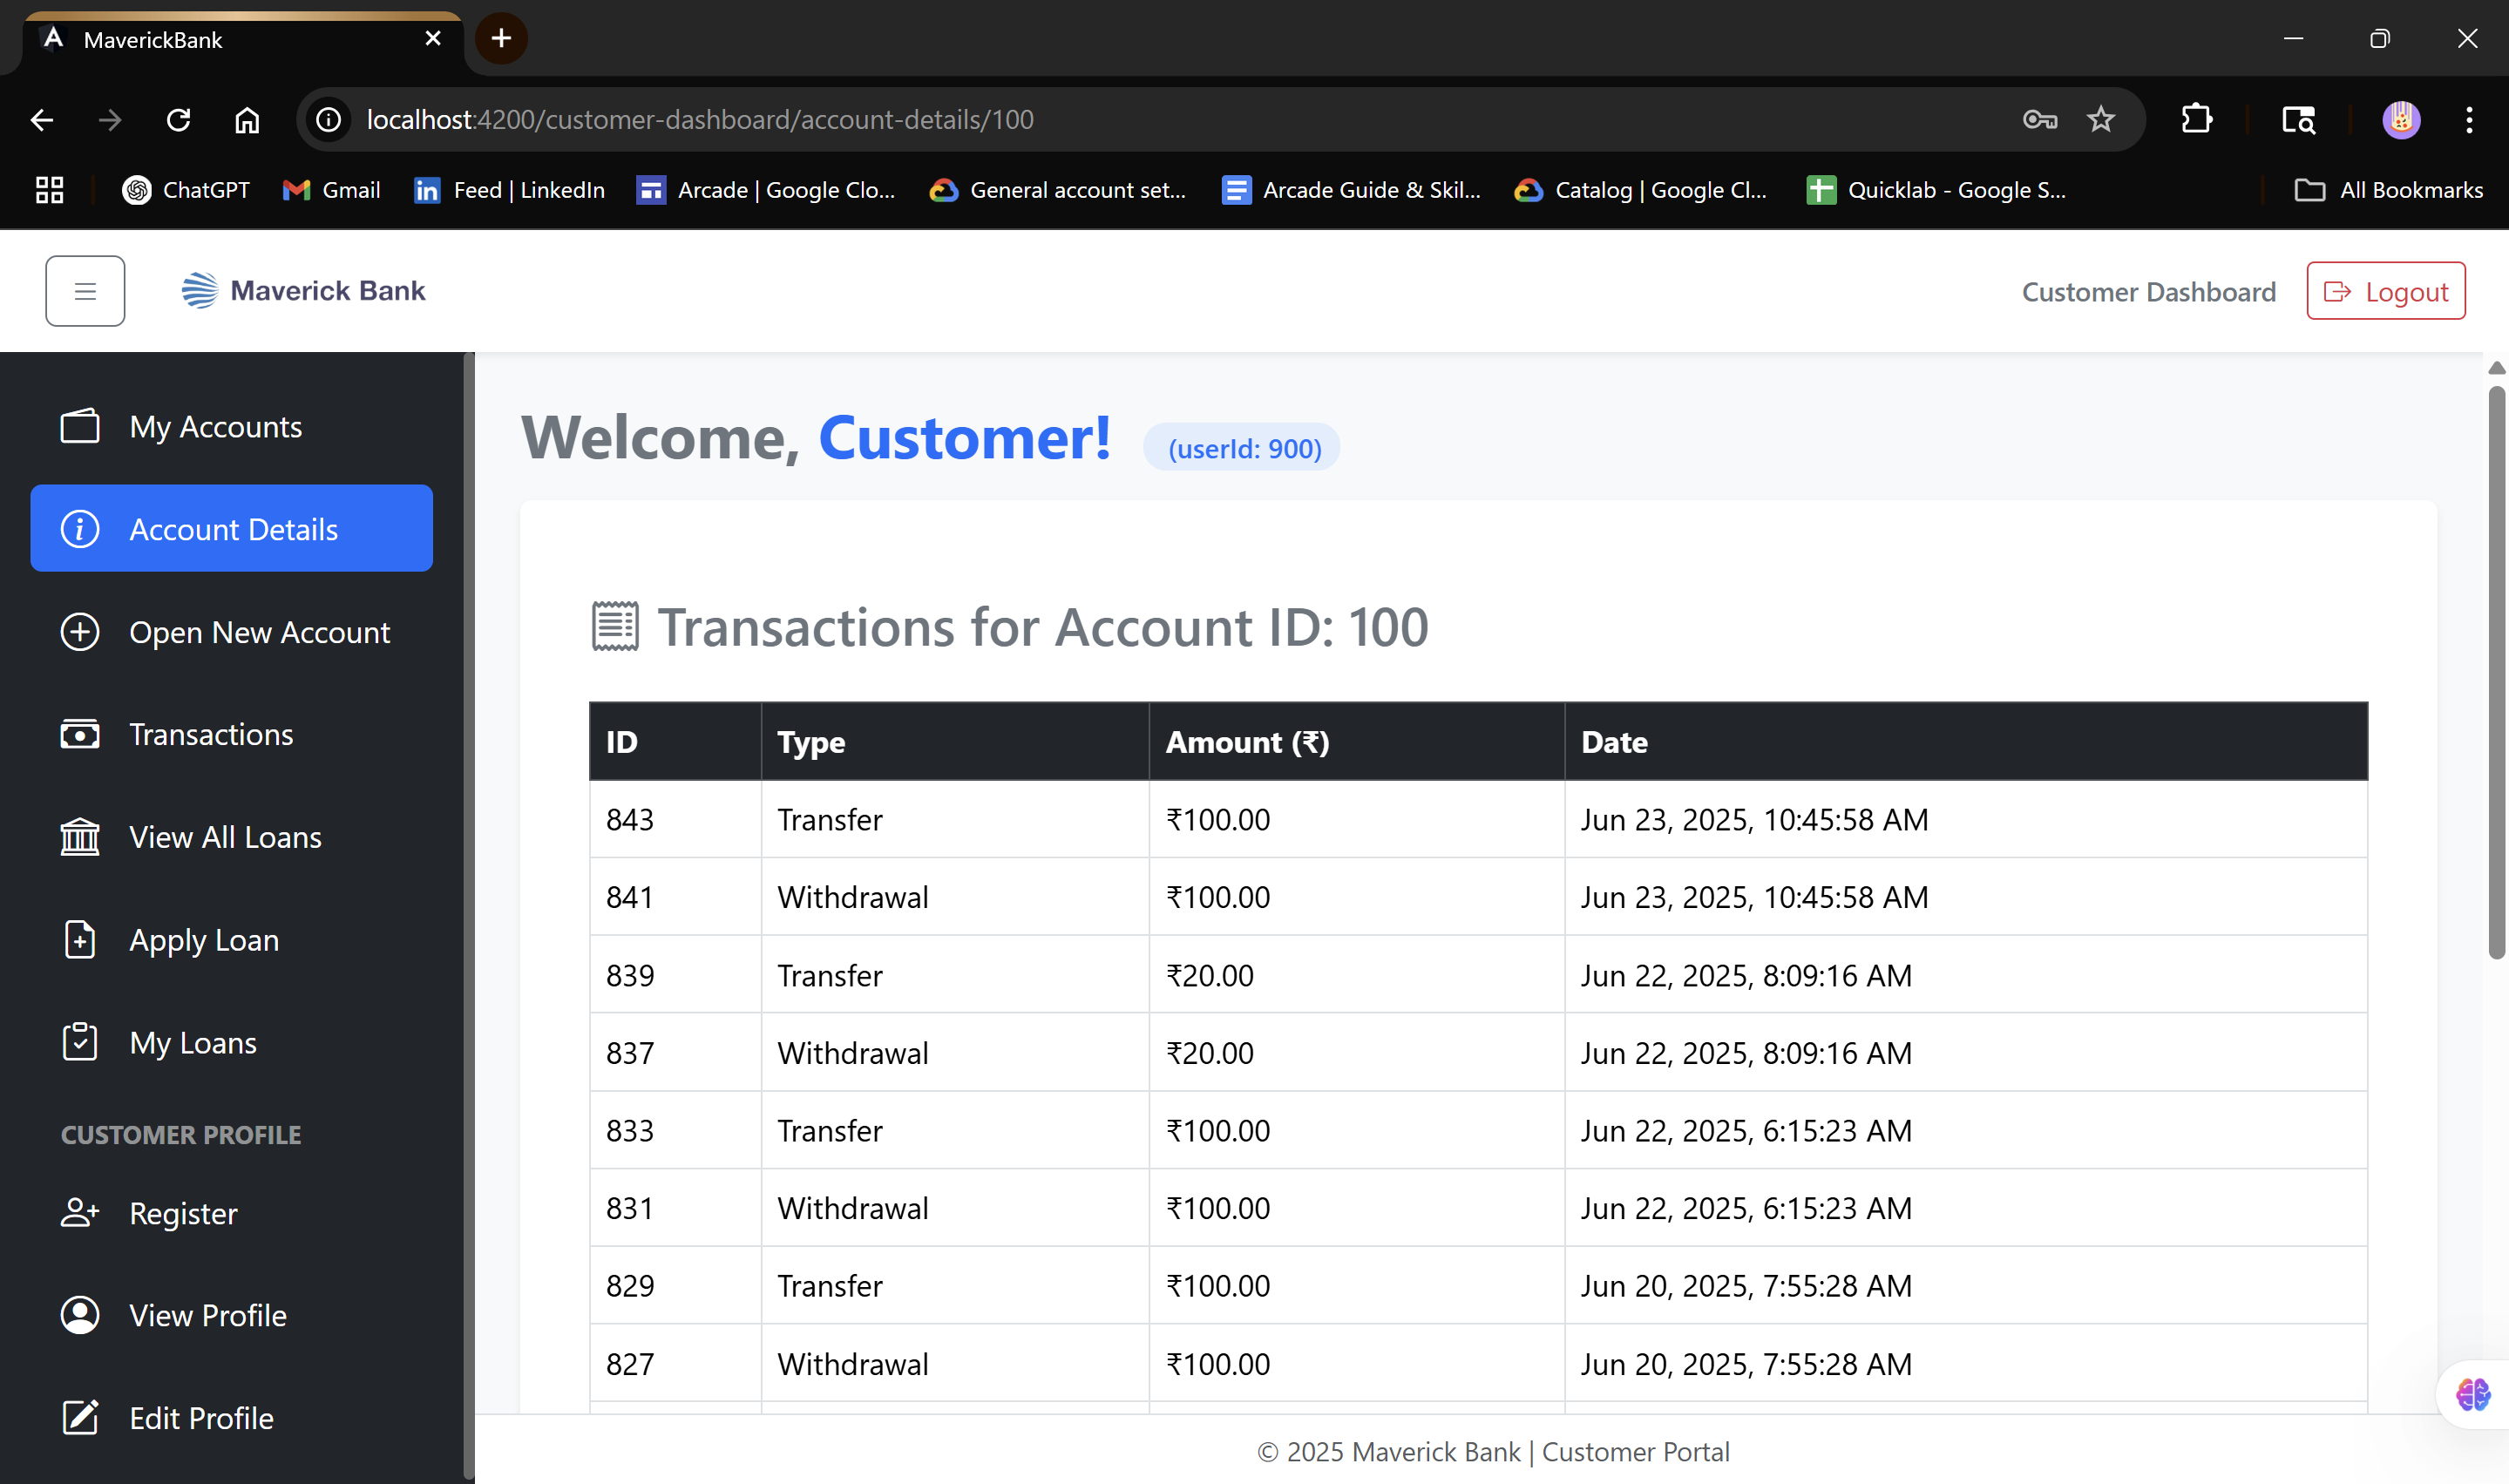 MaverickBank
localhost:4200/customer-dashboard/account-details/100
ChatGPT Gmail Feed | LinkedIn Arcade | Google Clo... General account set... Arcade Guide & Skil... Catalog | Google Cl... Quicklab - Google S... All Bookmarks
Maverick Bank Customer Dashboard Logout
My Accounts
Account Details
Open New Account
Transactions
View All Loans
Apply Loan
My Loans
CUSTOMER PROFILE
Register
View Profile
Edit Profile
Welcome, Customer! (userId: 900)
Transactions for Account ID: 100
ID Type Amount (₹) Date
843 Transfer ₹100.00 Jun 23, 2025, 10:45:58 AM
841 Withdrawal ₹100.00 Jun 23, 2025, 10:45:58 AM
839 Transfer ₹20.00 Jun 22, 2025, 8:09:16 AM
837 Withdrawal ₹20.00 Jun 22, 2025, 8:09:16 AM
833 Transfer ₹100.00 Jun 22, 2025, 6:15:23 AM
831 Withdrawal ₹100.00 Jun 22, 2025, 6:15:23 AM
829 Transfer ₹100.00 Jun 20, 2025, 7:55:28 AM
827 Withdrawal ₹100.00 Jun 20, 2025, 7:55:28 AM
© 2025 Maverick Bank | Customer Portal